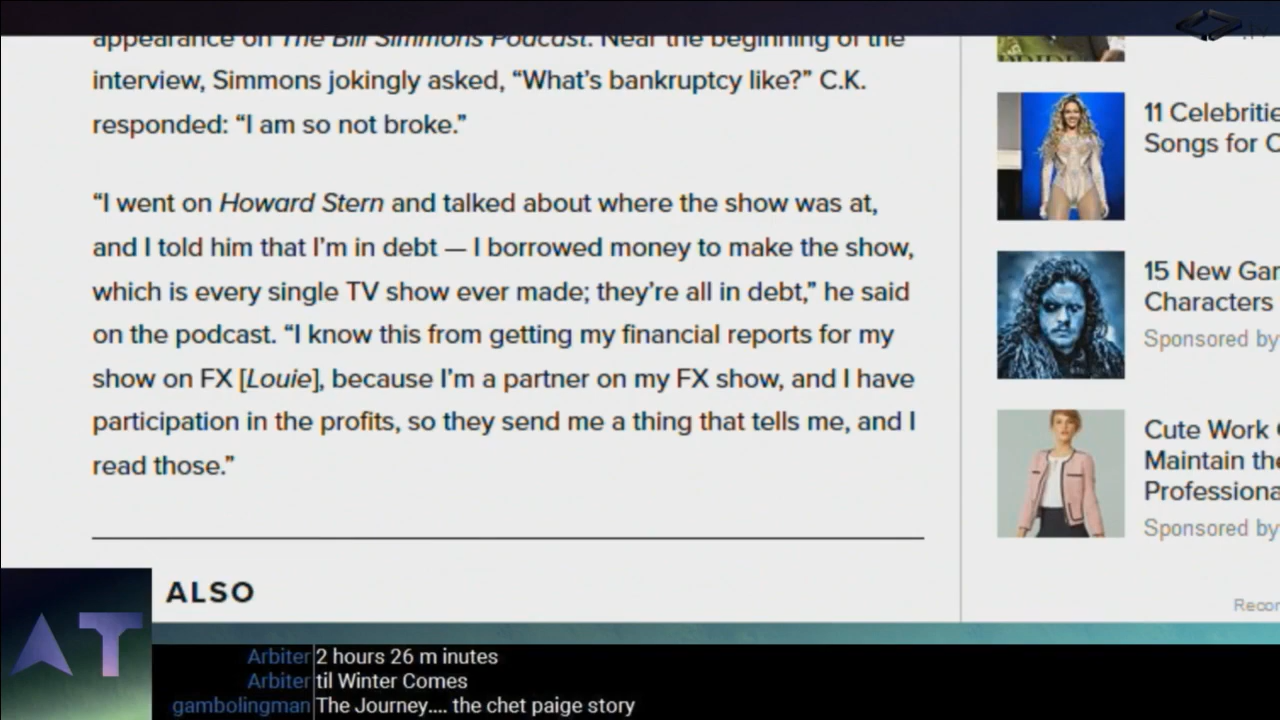 appearance on The Bill Simmons Podcast. Near the beginning of the
interview, Simmons jokingly asked, “What’s bankruptcy like?” C.K.
responded: “I am so not broke.”
“I went on Howard Stern and talked about where the show was at,
and I told him that I’m in debt — I borrowed money to make the show,
which is every single TV show ever made; they’re all in debt,” he said
on the podcast. “I know this from getting my financial reports for my
show on FX [Louie], because I’m a partner on my FX show, and I have
participation in the profits, so they send me a thing that tells me, and I
read those.”
ALSO
11 Celebritie
Songs for C
15 New Gar
Characters
Sponsored by
Cute Work
Maintain the
Professiona
Sponsored by
Recor
AT
Arbiter 2 hours 26 m inutes
Arbiter til Winter Comes
gambolingman The Journey.... the chet paige story